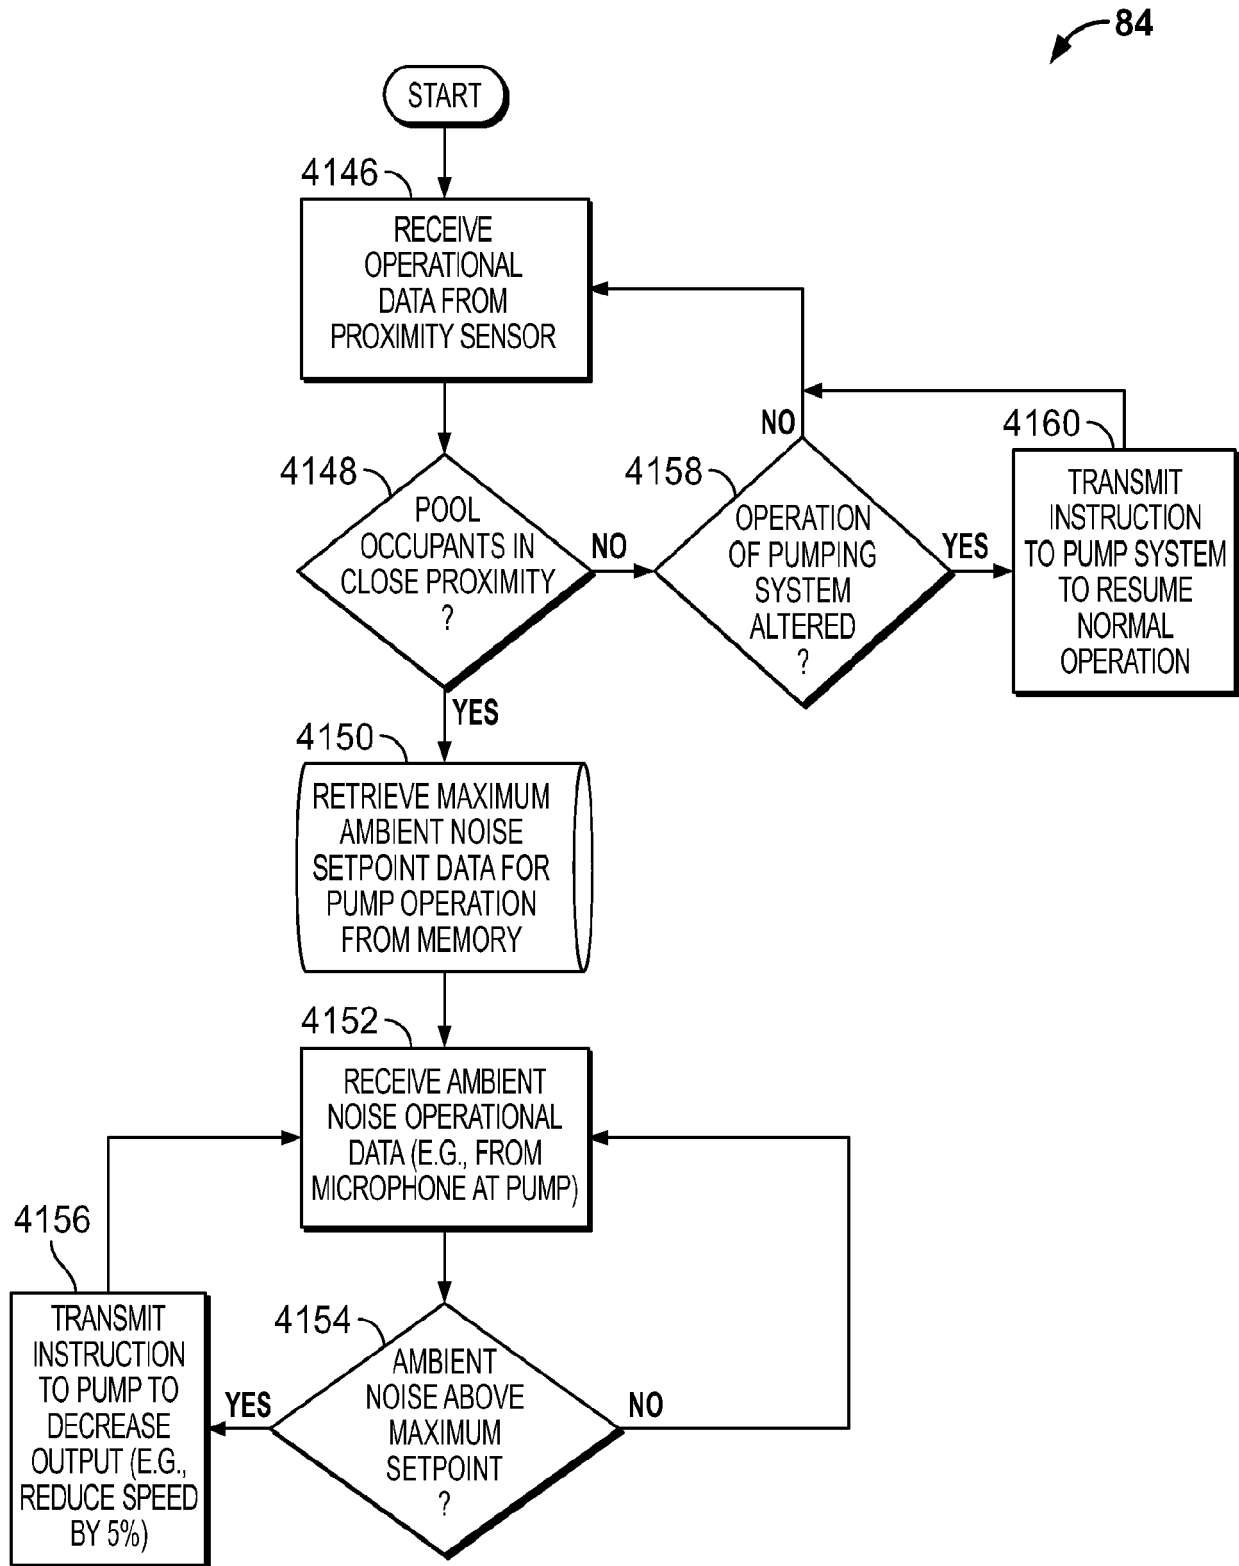 84
START
4146
RECEIVE
OPERATIONAL
DATA FROM
PROXIMITY SENSOR
4148
POOL
OCCUPANTS IN
CLOSE PROXIMITY
?
NO
4158
OPERATION
OF PUMPING
SYSTEM
ALTERED
?
NO
YES
4160
TRANSMIT
INSTRUCTION
TO PUMP SYSTEM
TO RESUME
NORMAL
OPERATION
YES
4150
RETRIEVE MAXIMUM
AMBIENT NOISE
SETPOINT DATA FOR
PUMP OPERATION
FROM MEMORY
4152
RECEIVE AMBIENT
NOISE OPERATIONAL
DATA (E.G., FROM
MICROPHONE AT PUMP)
4154
AMBIENT
NOISE ABOVE
MAXIMUM
SETPOINT
?
NO
YES
4156
TRANSMIT
INSTRUCTION
TO PUMP TO
DECREASE
OUTPUT (E.G.,
REDUCE SPEED
BY 5%)